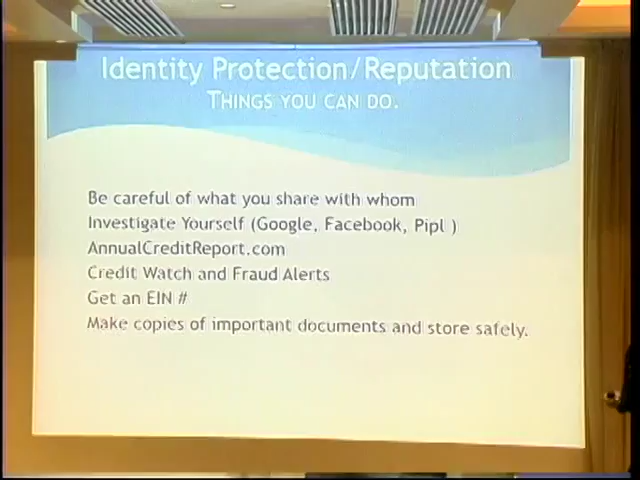 Identity Protection/Reputation
THINGS YOU CAN DO.
Be careful of what you share with whom
Investigate Yourself (Google, Facebook, Pipl )
AnnualCreditReport.com
Credit Watch and Fraud Alerts
Get an EIN #
Make copies of important documents and store safely.